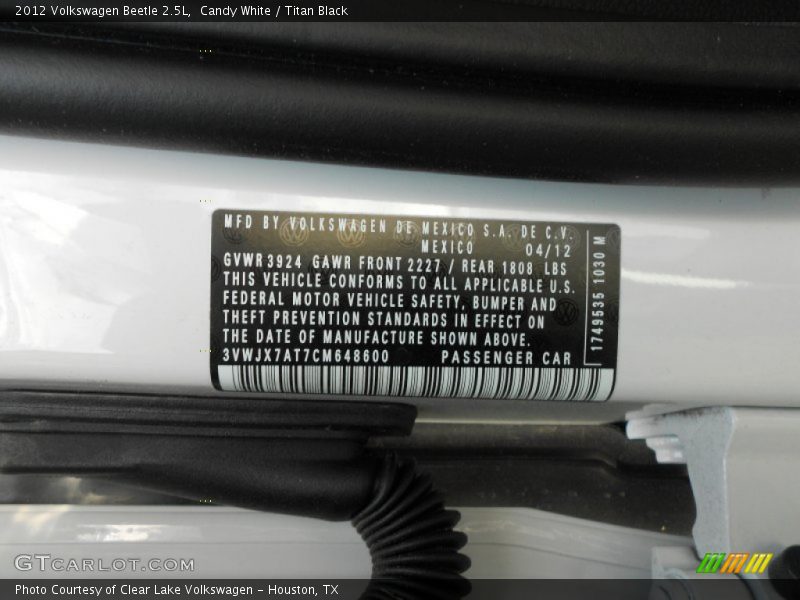 2012 Volkswagen Beetle 2.5L,  Candy White / Titan Black
MFD BY VOLKSWAGEN DE MEXICO S.A. DE C.V.
MEXICO 04/12
GVWR 3924 GAWR FRONT 2227 / REAR 1808 LBS
THIS VEHICLE CONFORMS TO ALL APPLICABLE U.S.
FEDERAL MOTOR VEHICLE SAFETY, BUMPER AND
THEFT PREVENTION STANDARDS IN EFFECT ON
THE DATE OF MANUFACTURE SHOWN ABOVE.
3VWJX7AT7CM648600 PASSENGER CAR
1749535 1030 M
GTCARLOT.COM
Photo Courtesy of Clear Lake Volkswagen - Houston, TX